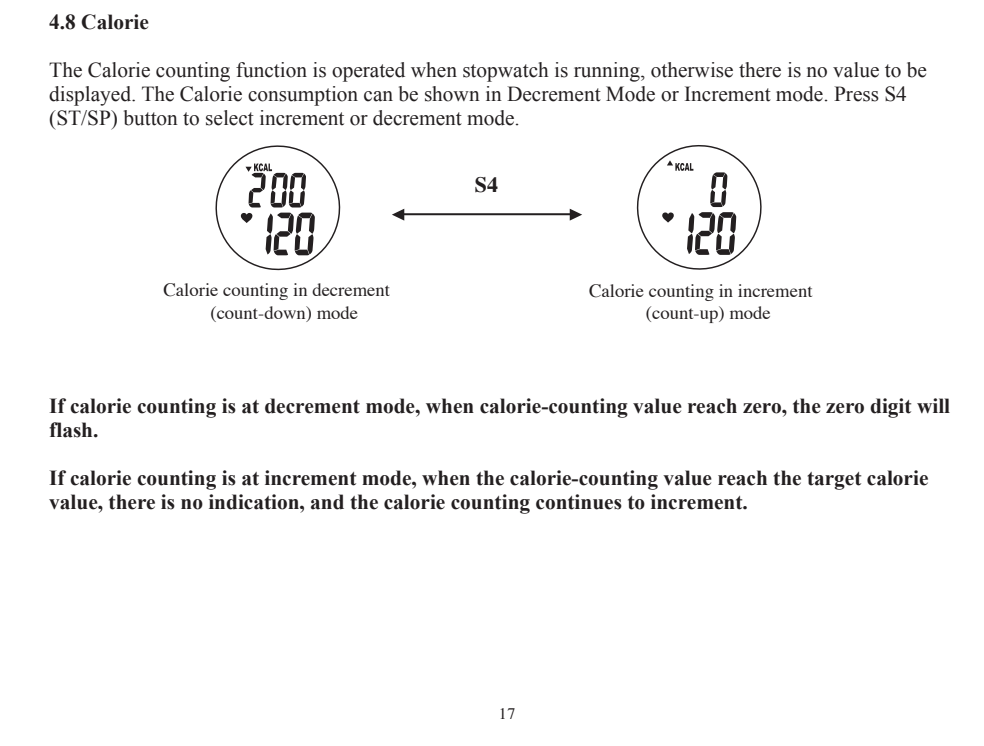 4.8 Calorie
The Calorie counting function is operated when stopwatch is running, otherwise there is no value to be
displayed. The Calorie consumption can be shown in Decrement Mode or Increment mode. Press S4
(ST/SP) button to select increment or decrement mode.
KCAL
200
120
S4
KCAL
0
120
Calorie counting in decrement
(count-down) mode
Calorie counting in increment
(count-up) mode
If calorie counting is at decrement mode, when calorie-counting value reach zero, the zero digit will
flash.
If calorie counting is at increment mode, when the calorie-counting value reach the target calorie
value, there is no indication, and the calorie counting continues to increment.
17